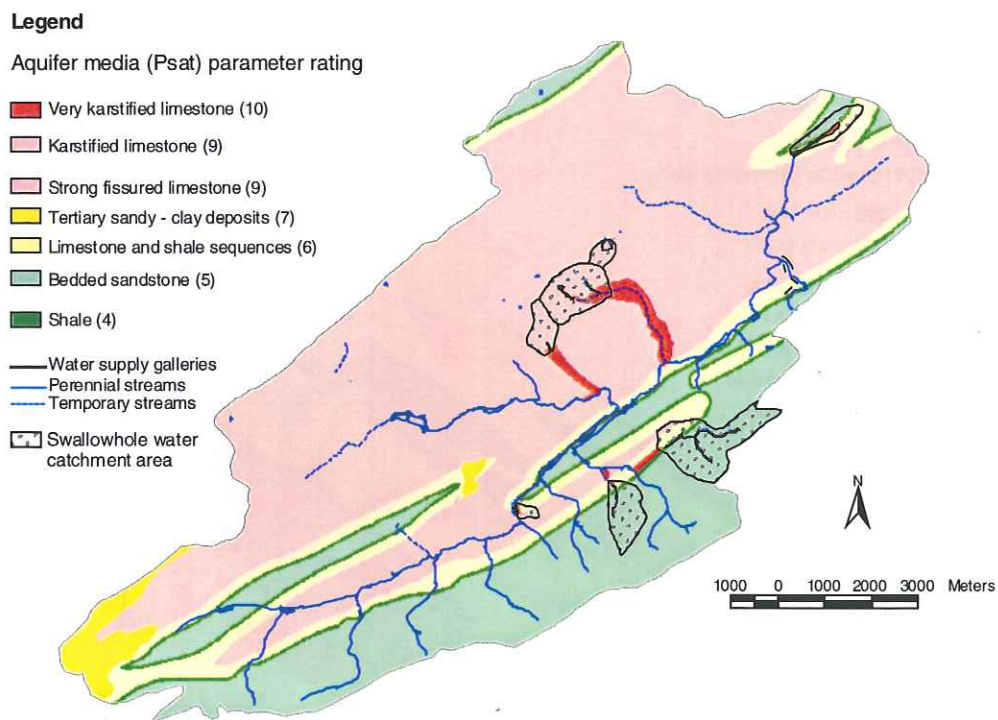 Legend
Aquifer media (Psat) parameter rating
Very karstified limestone (10)
Karstified limestone (9)
Strong fissured limestone (9)
Tertiary sandy - clay deposits (7)
Limestone and shale sequences (6)
Bedded sandstone (5)
Shale (4)
Water supply galleries
Perennial streams
Temporary streams
Swallowhole water
catchment area
N
1000 0 1000 2000 3000 Meters